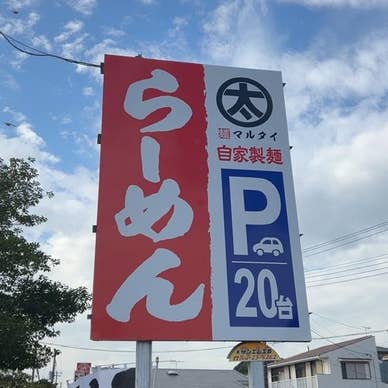 らーめん
太
麺マルタイ
自家製麺
P
20台